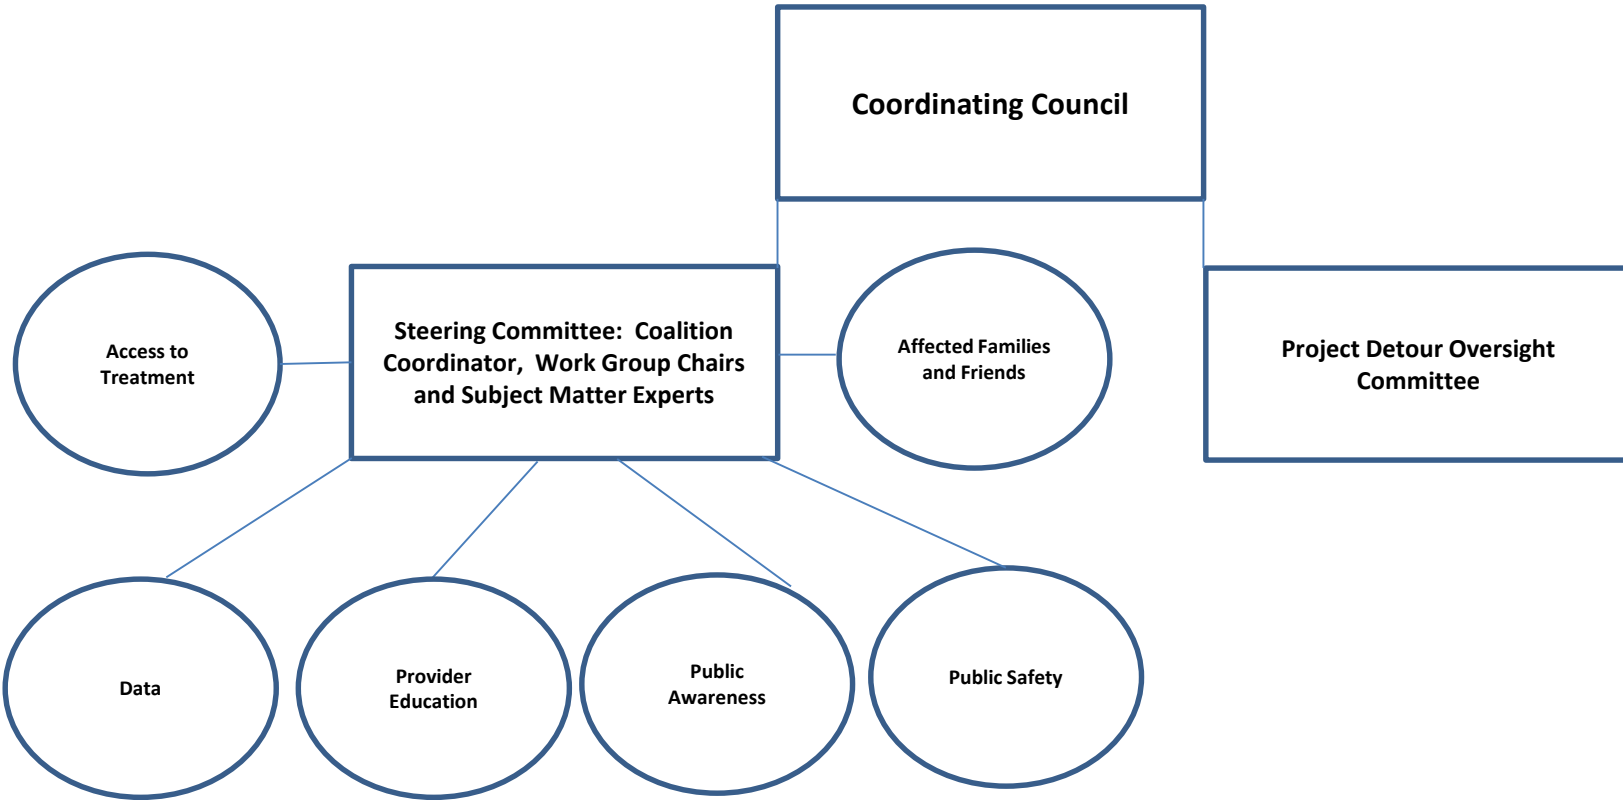 Coordinating Council
Access to
Treatment
Steering Committee:  Coalition
Coordinator,  Work Group Chairs
and Subject Matter Experts
Affected Families
and Friends
Project Detour Oversight
Committee
Data
Provider
Education
Public
Awareness
Public Safety